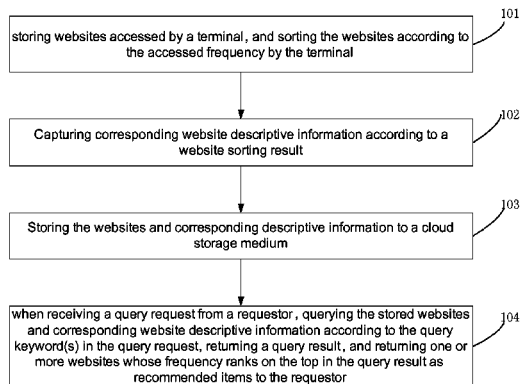 101
storing websites accessed by a terminal, and sorting the websites according to
the accessed frequency by the terminal
102
Capturing corresponding website descriptive information according to a
website sorting result
103
Storing the websites and corresponding descriptive information to a cloud
storage medium
104
when receiving a query request from a requestor, querying the stored websites
and corresponding website descriptive information according to the query
keyword(s) in the query request, returning a query result, and returning one or
more websites whose frequency ranks on the top in the query result as
recommended items to the requestor